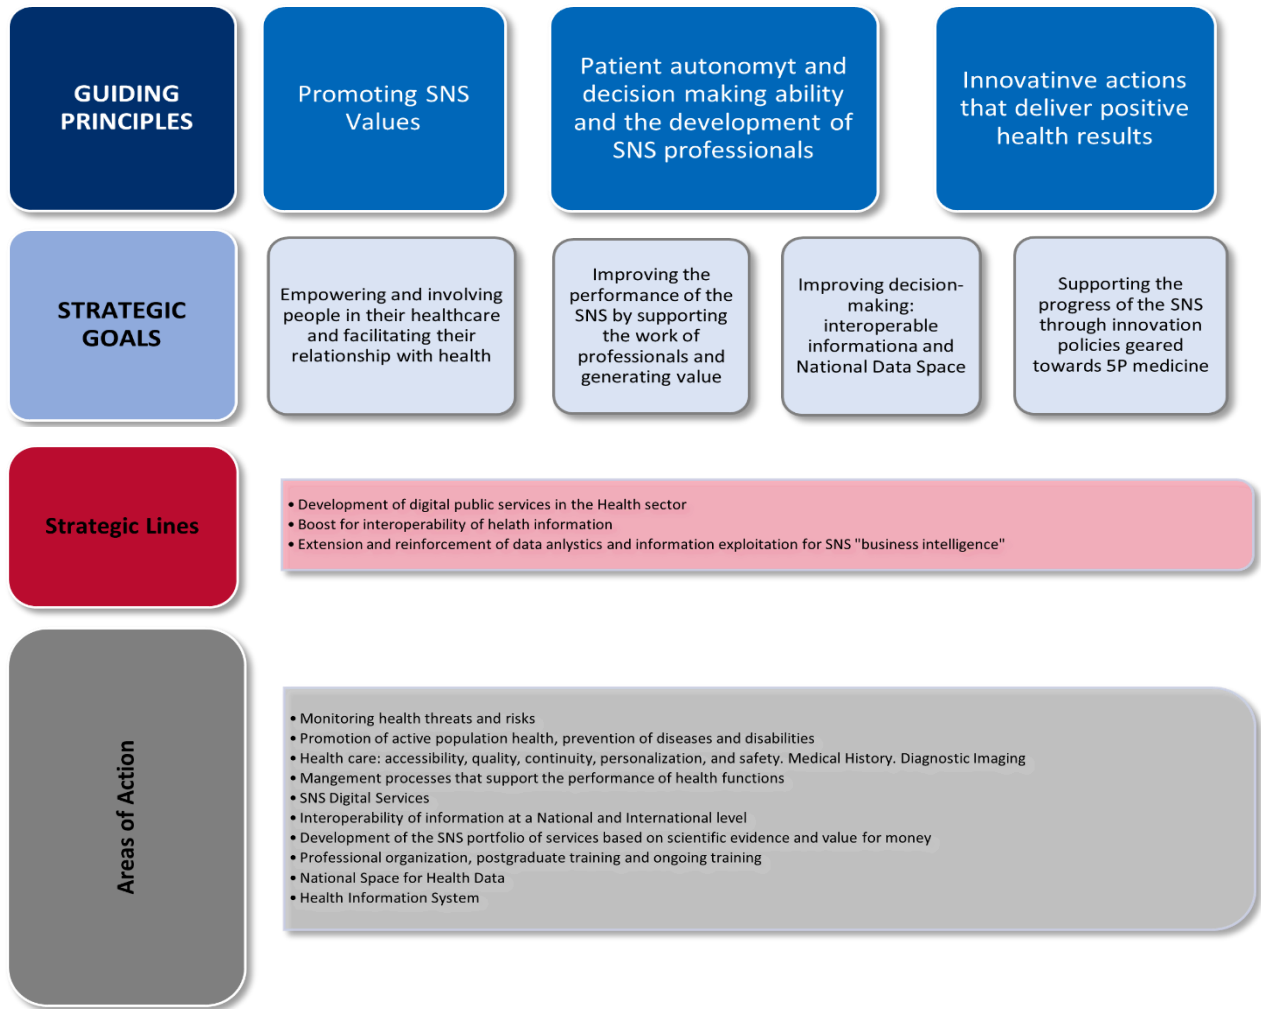 GUIDING
PRINCIPLES
Promoting SNS
Values
Patient autonomyt and
decision making ability
and the development of
SNS professionals
Innovatinve actions
that deliver positive
health results
STRATEGIC
GOALS
Empowering and involving
people in their healthcare
and facilitating their
relationship with health
Improving the
performance of the
SNS by supporting
the work of
professionals and
generating value
Improving decision-
making:
interoperable
informationa and
National Data Space
Supporting the
progress of the SNS
through innovation
policies geared
towards 5P medicine
Strategic Lines
• Development of digital public services in the Health sector
• Boost for interoperability of helath information
• Extension and reinforcement of data anlystics and information exploitation for SNS "business intelligence"
Areas of Action
• Monitoring health threats and risks
• Promotion of active population health, prevention of diseases and disabilities
• Health care: accessibility, quality, continuity, personalization, and safety. Medical History. Diagnostic Imaging
• Mangement processes that support the performance of health functions
• SNS Digital Services
• Interoperability of information at a National and International level
• Development of the SNS portfolio of services based on scientific evidence and value for money
• Professional organization, postgraduate training and ongoing training
• National Space for Health Data
• Health Information System